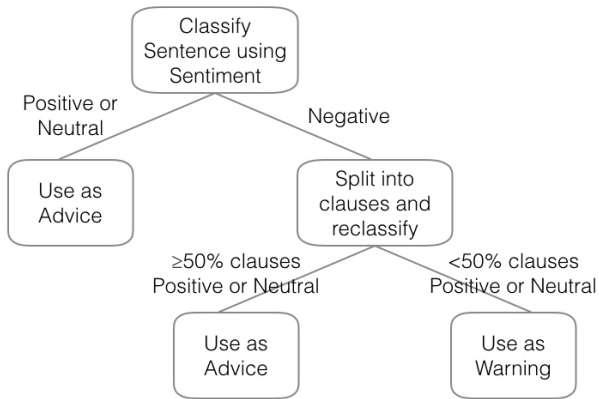 Classify
Sentence using
Sentiment
Positive or
Neutral
Negative
Use as
Advice
Split into
clauses and
reclassify
≥50% clauses
Positive or Neutral
<50% clauses
Positive or Neutral
Use as
Advice
Use as
Warning